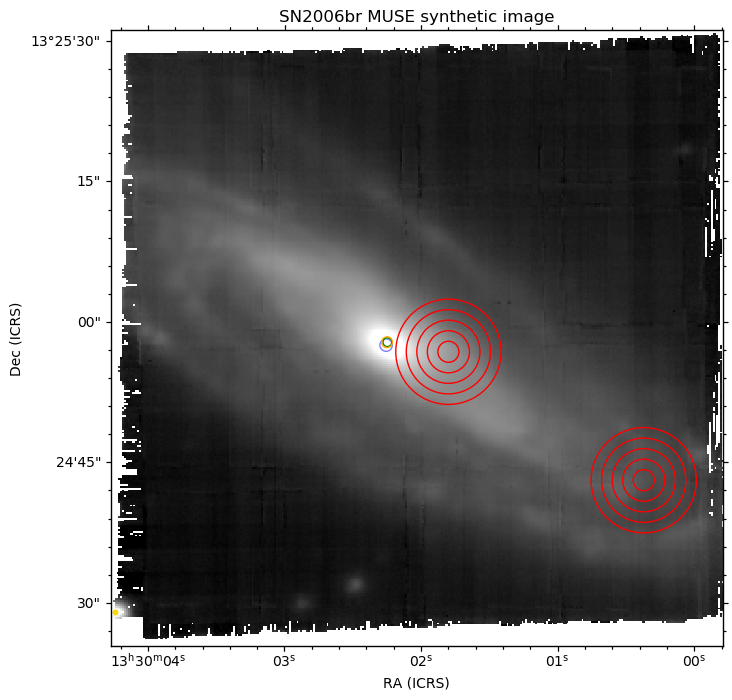 SN2006br MUSE synthetic image
13°25'30"
15"
00"
24'45"
30"
Dec (ICRS)
13h30m04s
03s
02s
01s
00s
RA (ICRS)